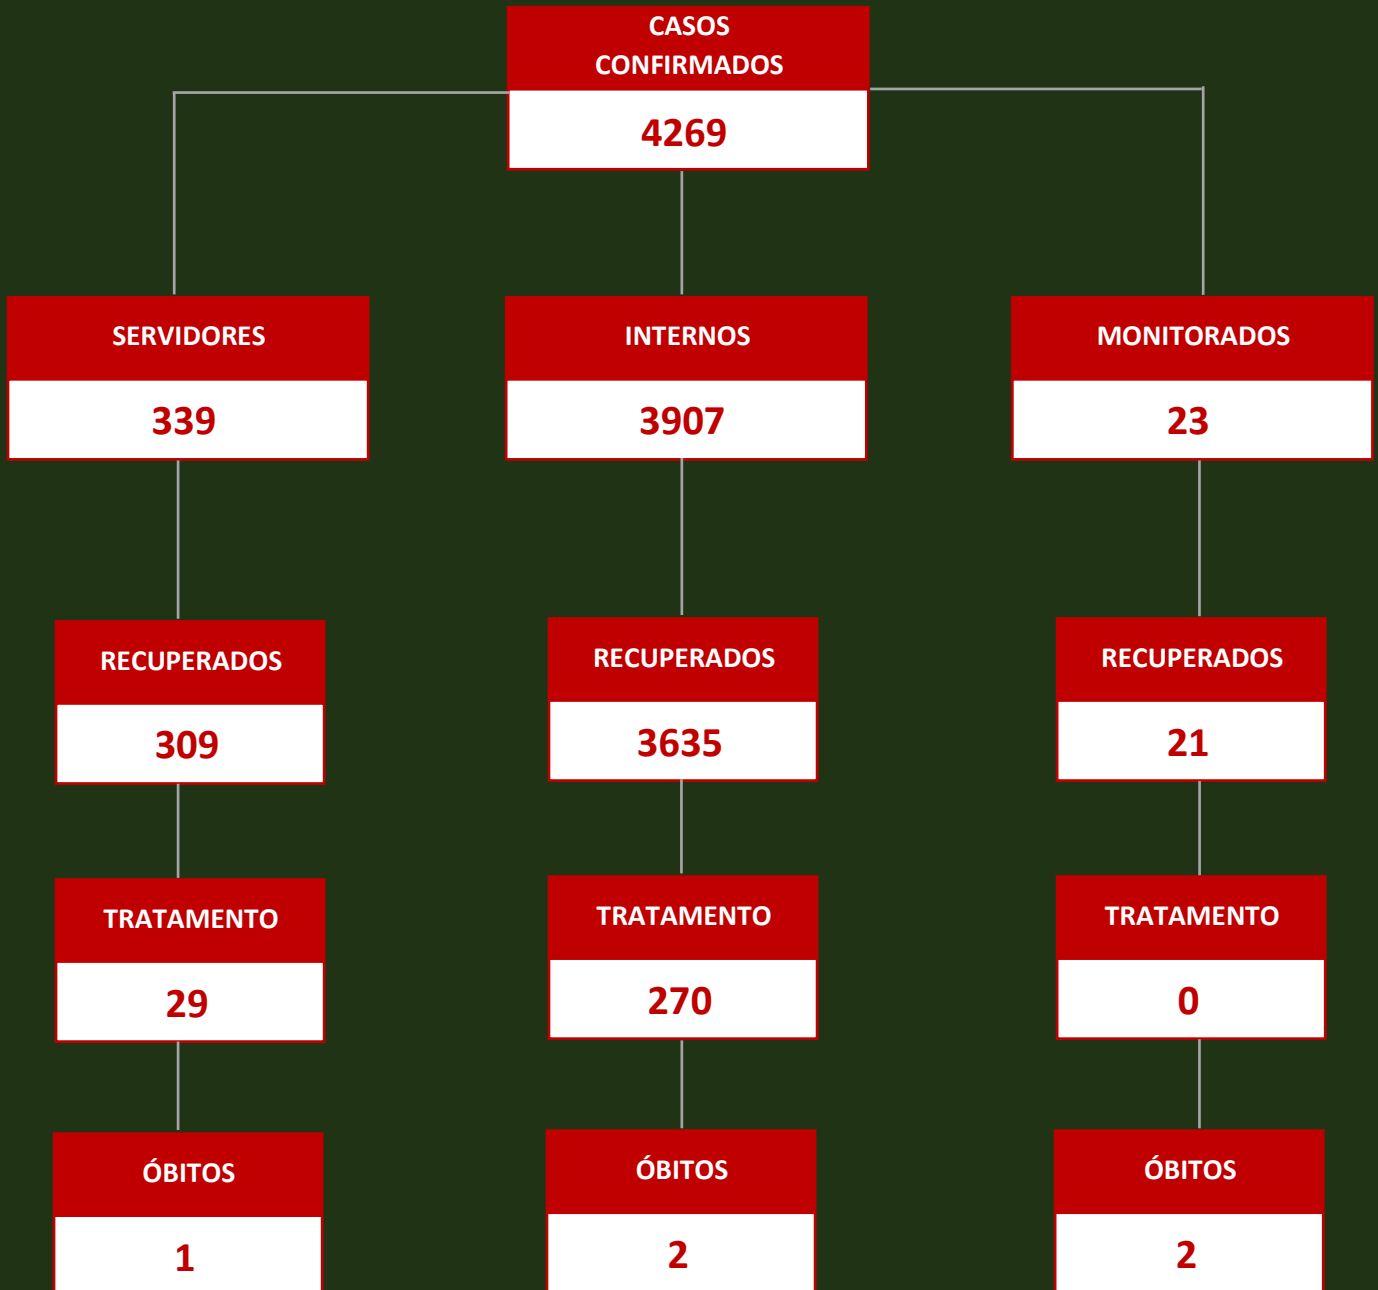 CASOS
CONFIRMADOS
4269
SERVIDORES
339
INTERNOS
3907
MONITORADOS
23
RECUPERADOS
309
RECUPERADOS
3635
RECUPERADOS
21
TRATAMENTO
29
TRATAMENTO
270
TRATAMENTO
0
ÓBITOS
1
ÓBITOS
2
ÓBITOS
2